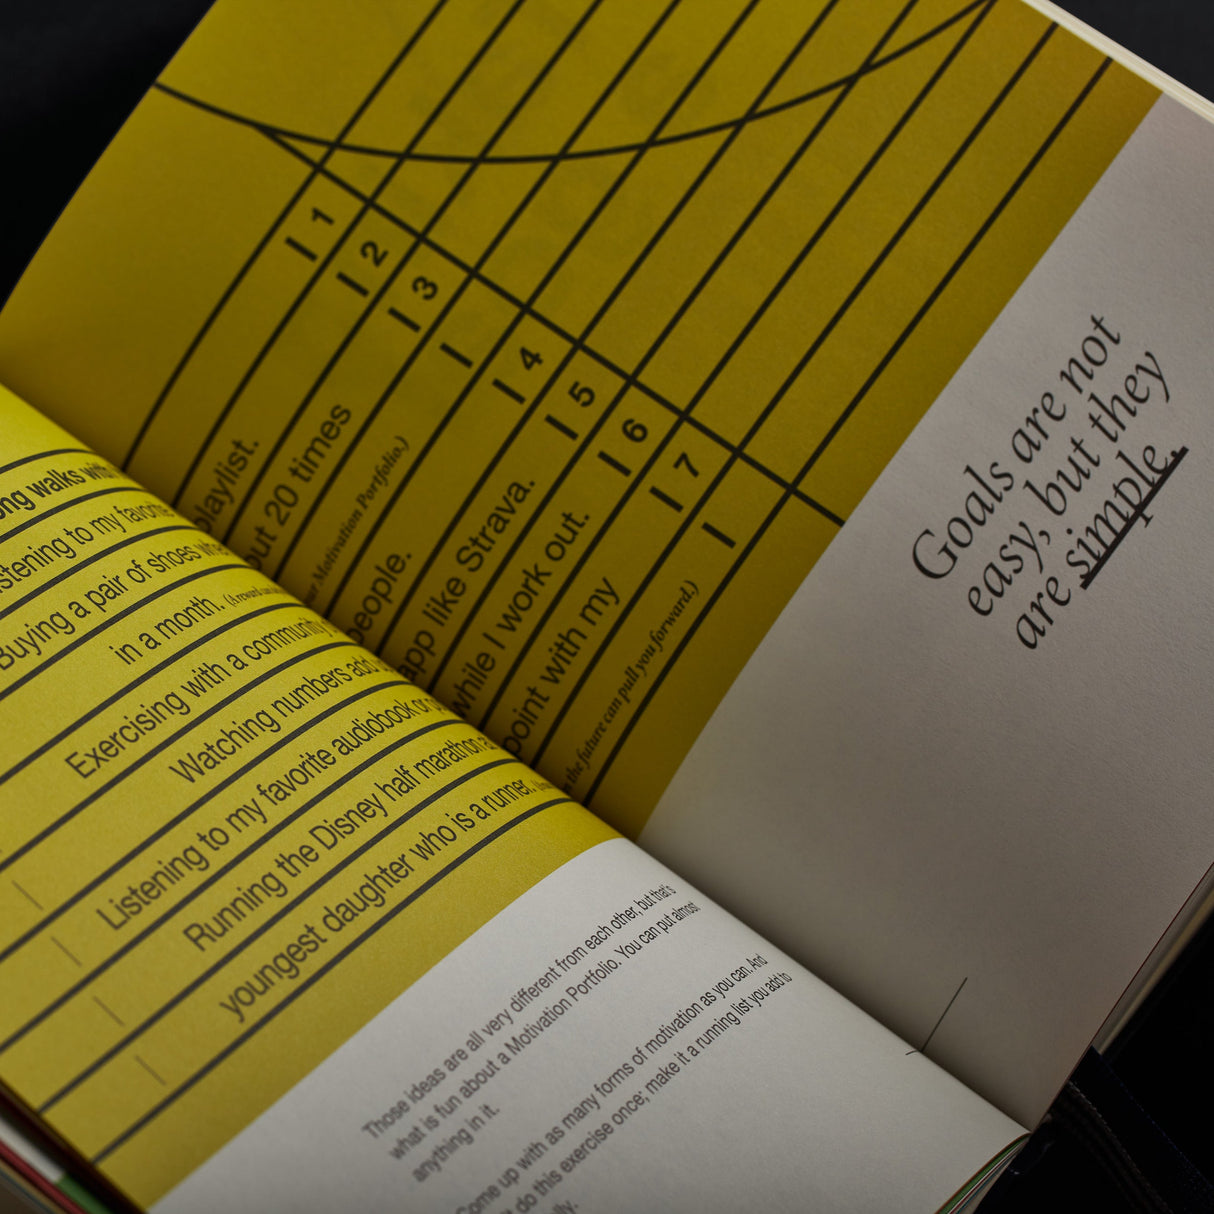 ong walks with
stening to my favorite playlist.
Buying a pair of shoes out 20 times
in a month. Motivation Portfolio.)
Exercising with a community people.
Watching numbers add app like Strava.
Listening to my favorite audiobook or while I work out.
Running the Disney half marathon point with my
youngest daughter who is a runner. the future can pull you forward.)
1
2
3
4
5
6
7
Those ideas are all very different from each other, but that's
what is fun about a Motivation Portfolio. You can put almost
anything in it.
Come up with as many forms of motivation as you can. And
do this exercise once; make it a running list you add to
Goals are not
easy, but they
are simple.